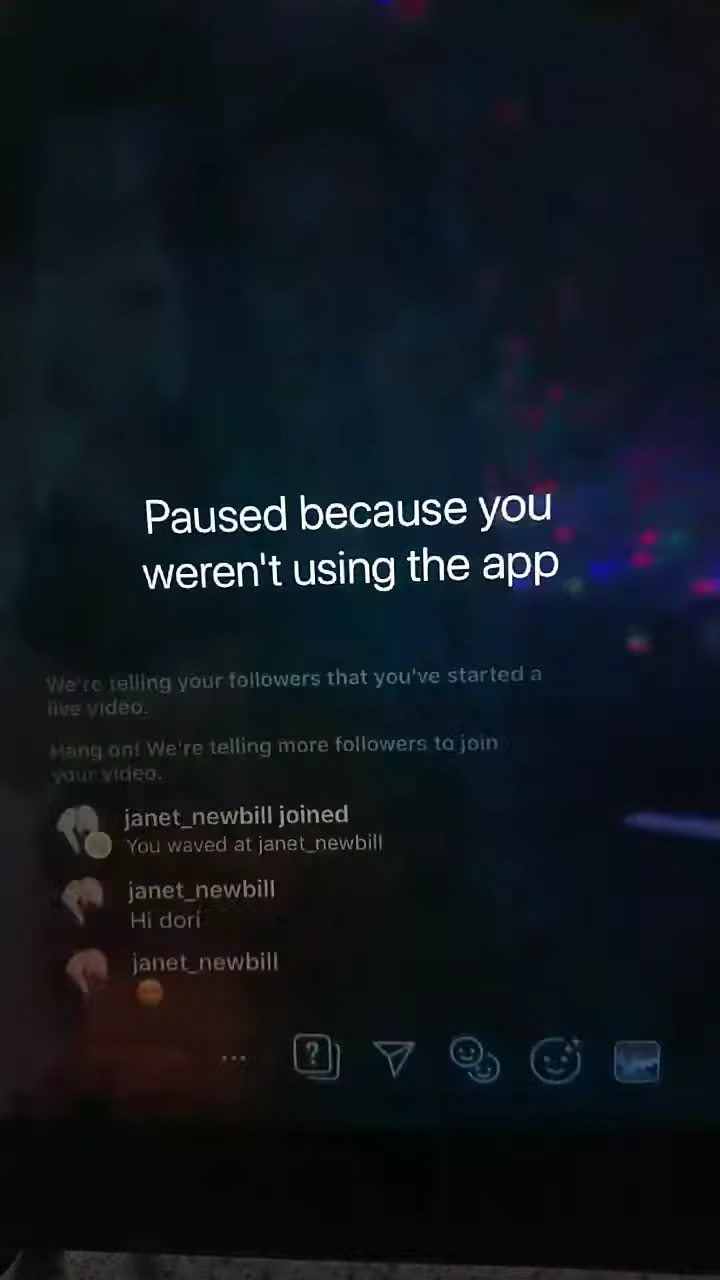 Paused because you
weren't using the app
We're telling your followers that you've started a
live video.
Hang on! We're telling more followers to join
your video.
janet_newbill joined
You waved at janet_newbill
janet_newbill
Hi dori
janet_newbill
?